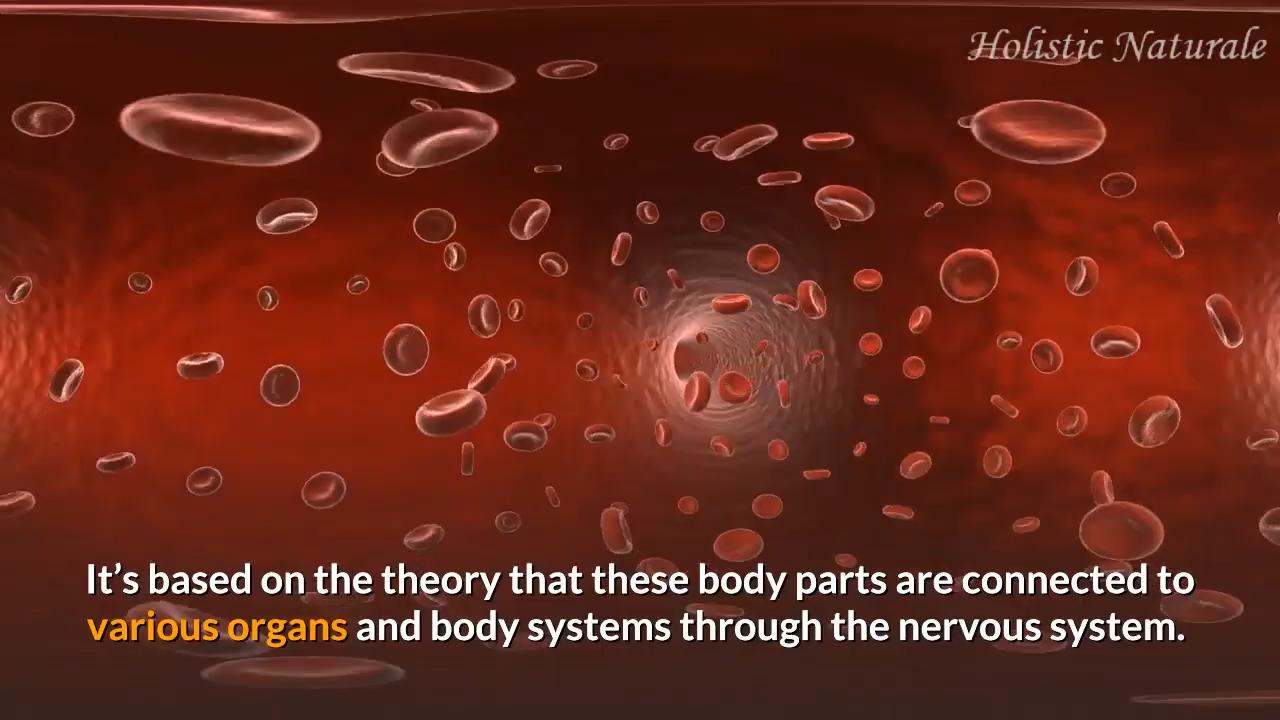 Holistic Naturale
It’s based on the theory that these body parts are connected to
various organs and body systems through the nervous system.